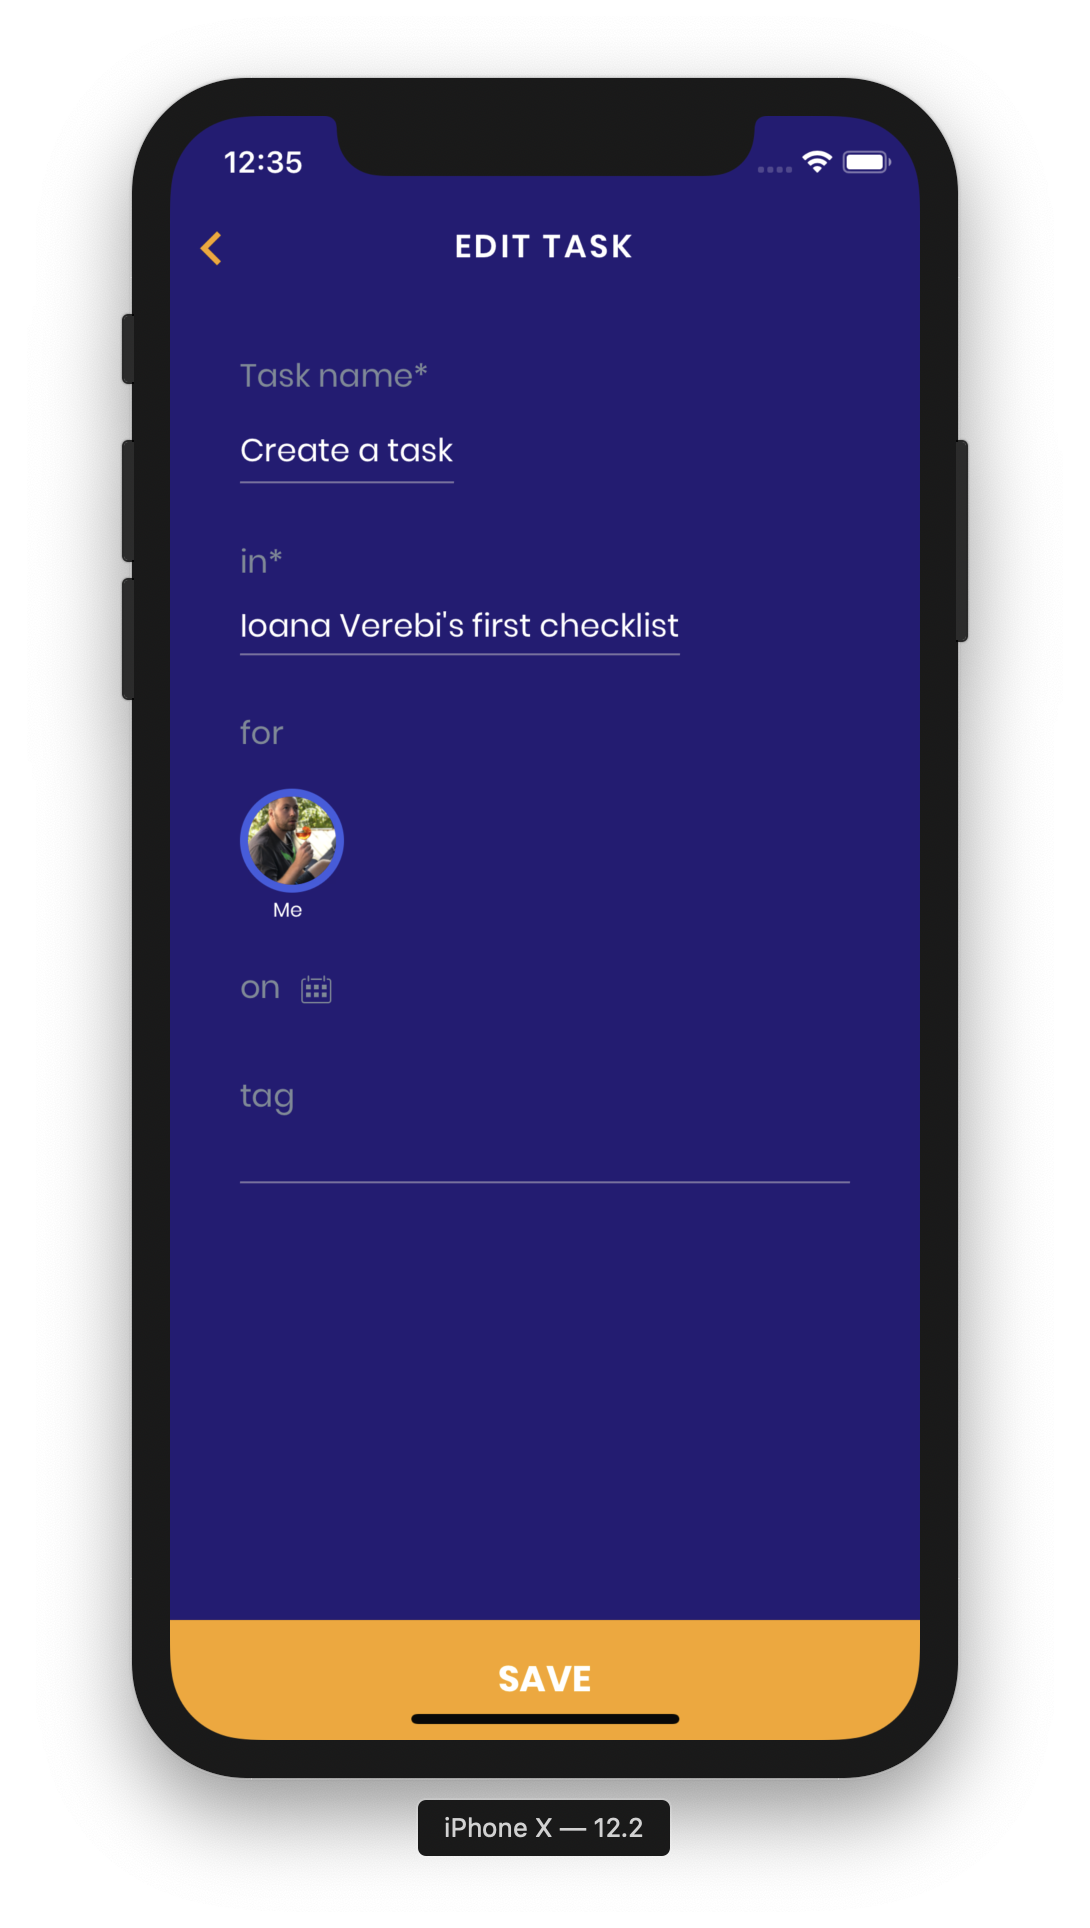 12:35
EDIT TASK
Task name*
Create a task
in*
Ioana Verebi's first checklist
for
Me
on
tag
SAVE
iPhone X — 12.2